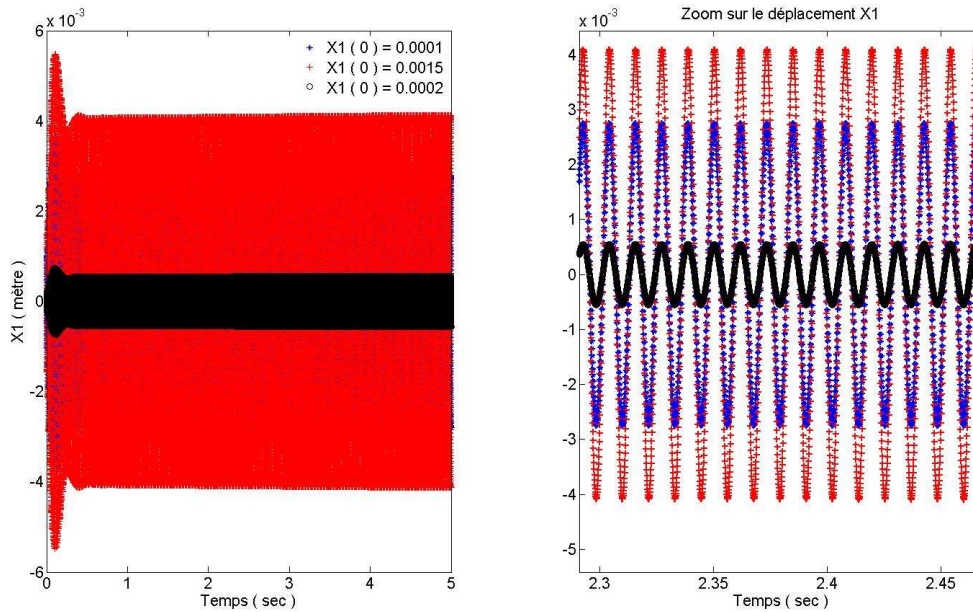 x 10-3
6
4
2
0
-2
-4
-6
X1 ( mètre )
0 1 2 3 4 5
Temps ( sec )
X1 ( 0 ) = 0.0001
X1 ( 0 ) = 0.0015
X1 ( 0 ) = 0.0002
x 10-3
Zoom sur le déplacement X1
4
3
2
1
0
-1
-2
-3
-4
-5
2.3 2.35 2.4 2.45
Temps ( sec )